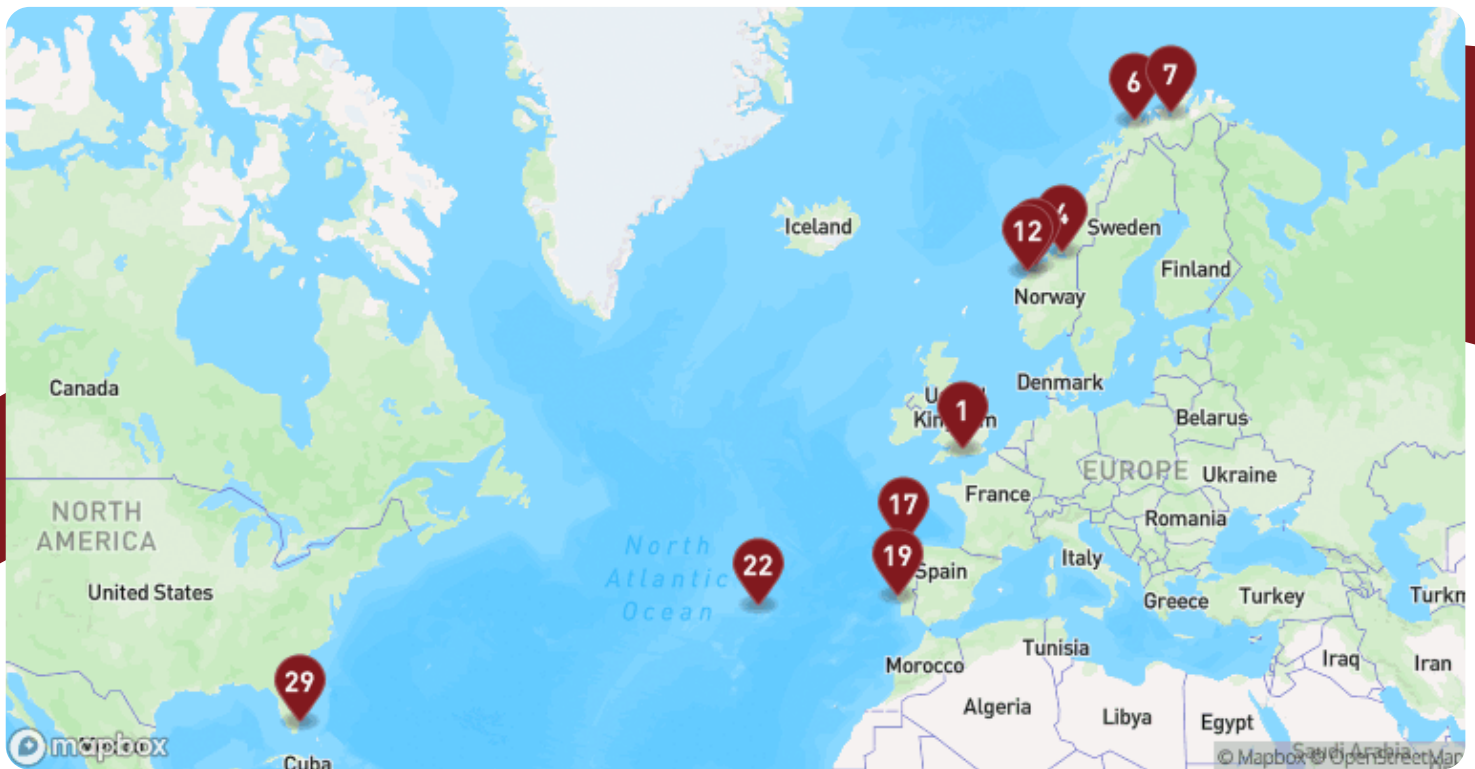 7
6
4
12
Iceland
Sweden
Finland
Norway
Canada
Denmark
1
Belarus
EUROPE
Ukraine
17
France
NORTH
AMERICA
Romania
North
Atlantic
Ocean
22
19
Spain
Italy
United States
Greece
Turkey
Tunisia
Morocco
Iraq
Iran
29
Algeria
Libya
Egypt
mapbox
Cuba
Saudi Arabia
© Mapbox © OpenStreetMap